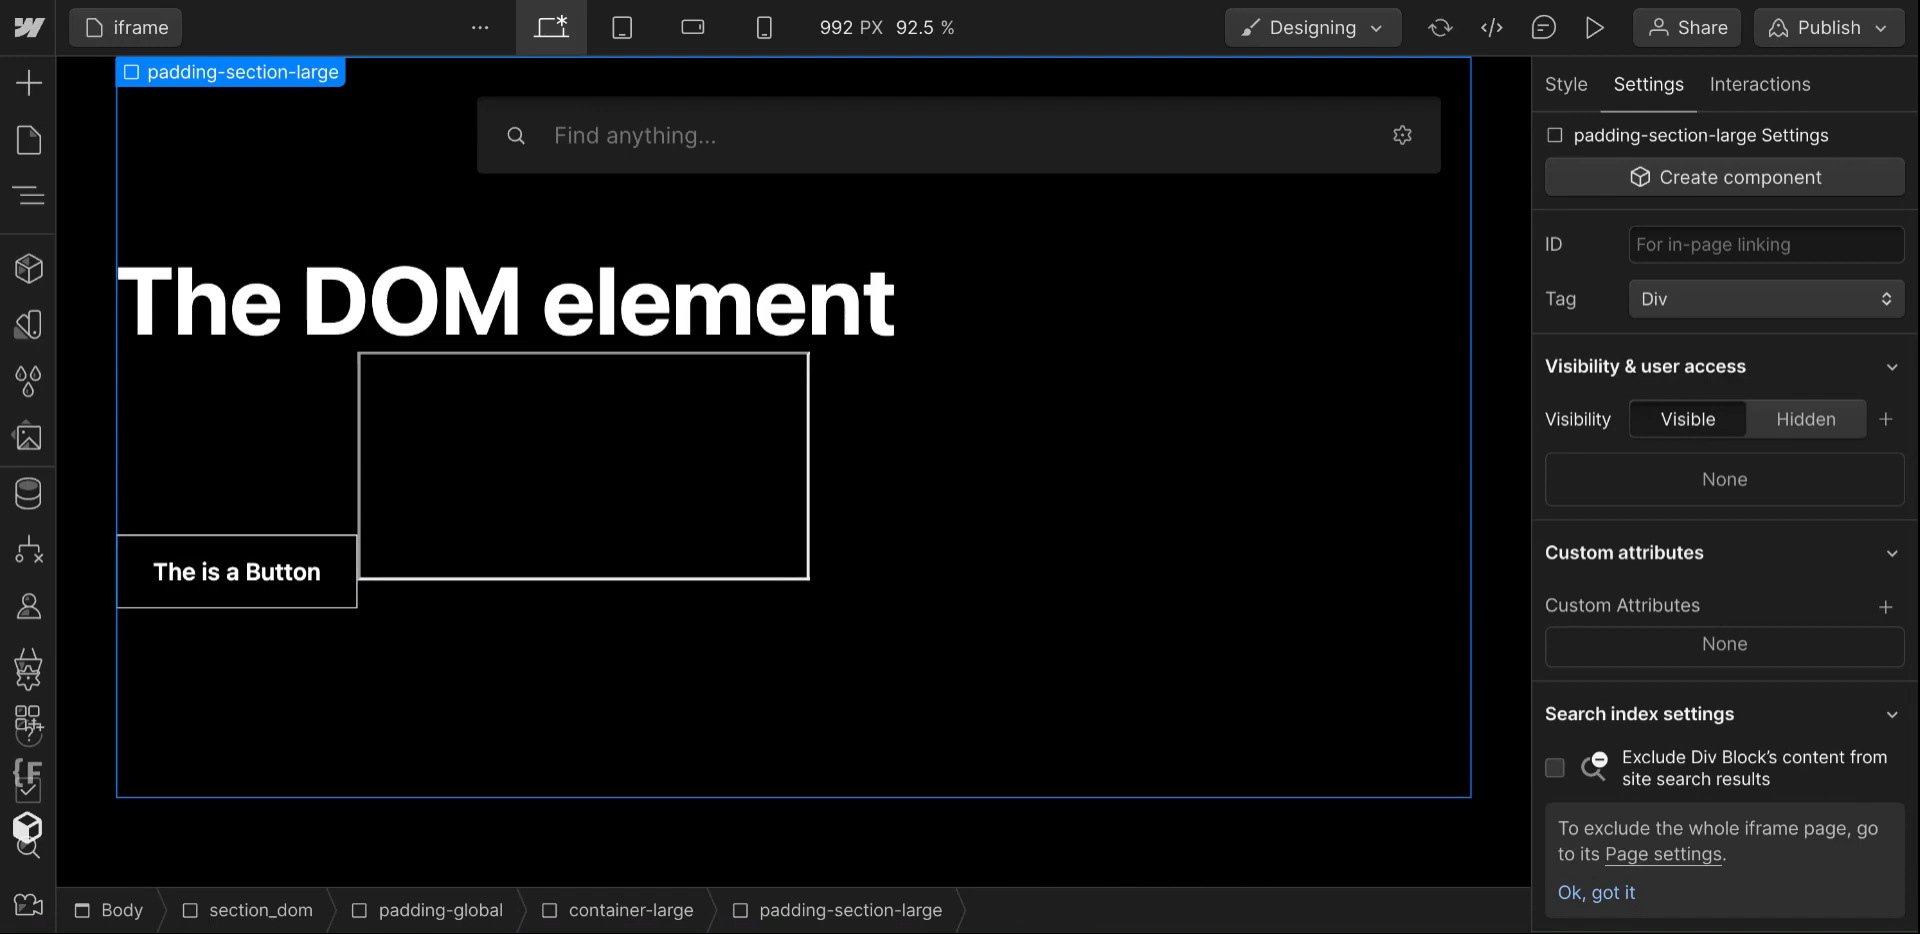 iframe
...
992 PX 92.5 %
Designing
Share
Publish
padding-section-large
Find anything...
The DOM element
The is a Button
Style Settings Interactions
padding-section-large Settings
Create component
ID For in-page linking
Tag Div
Visibility & user access
Visibility Visible Hidden
None
Custom attributes
Custom Attributes
None
Search index settings
Exclude Div Block's content from
site search results
To exclude the whole iframe page, go
to its Page settings.
Ok, got it
Body section_dom padding-global container-large padding-section-large